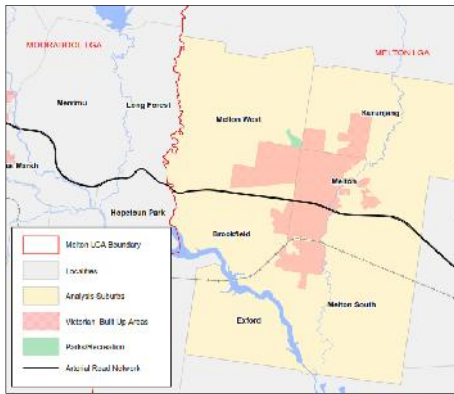 MOORABOOL LGA
MELTON LGA
Merrimu
Long Forest
Melton West
Kurunjang
Marsh
Melton
Hopetoun Park
Brookfield
Melton South
Exford
Melton LGA Boundary
Localities
Analysis Suburbs
Victorian Built Up Areas
Parks/Recreation
Arterial Road Network